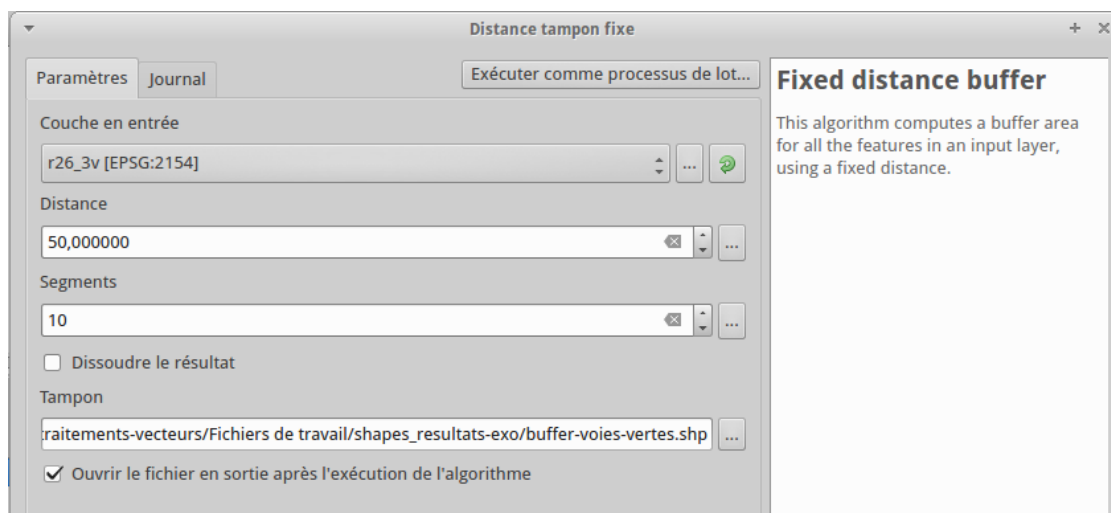 Distance tampon fixe
Paramètres
Journal
Exécuter comme processus de lot...
Couche en entrée
r26_3v [EPSG:2154]
...
Distance
50,000000
...
Segments
10
...
Dissoudre le résultat
Tampon
traitements-vecteurs/Fichiers de travail/shapes_resultats-exo/buffer-voies-vertes.shp
...
Ouvrir le fichier en sortie après l'exécution de l'algorithme
Fixed distance buffer
This algorithm computes a buffer area
for all the features in an input layer,
using a fixed distance.